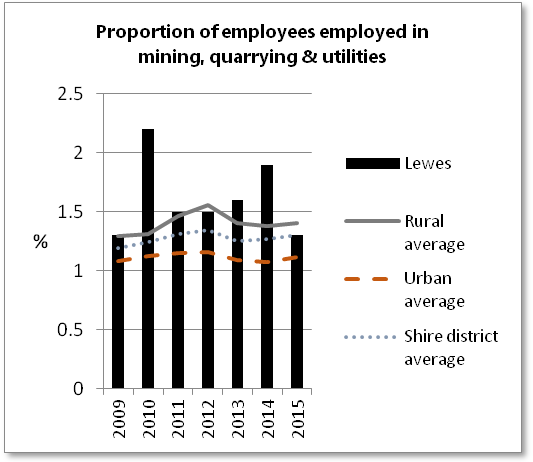 Proportion of employees employed in
mining, quarrying & utilities
2.5
2
1.5
1
0.5
0
%
2009
2010
2011
2012
2013
2014
2015
Lewes
Rural
average
Urban
average
Shire district
average